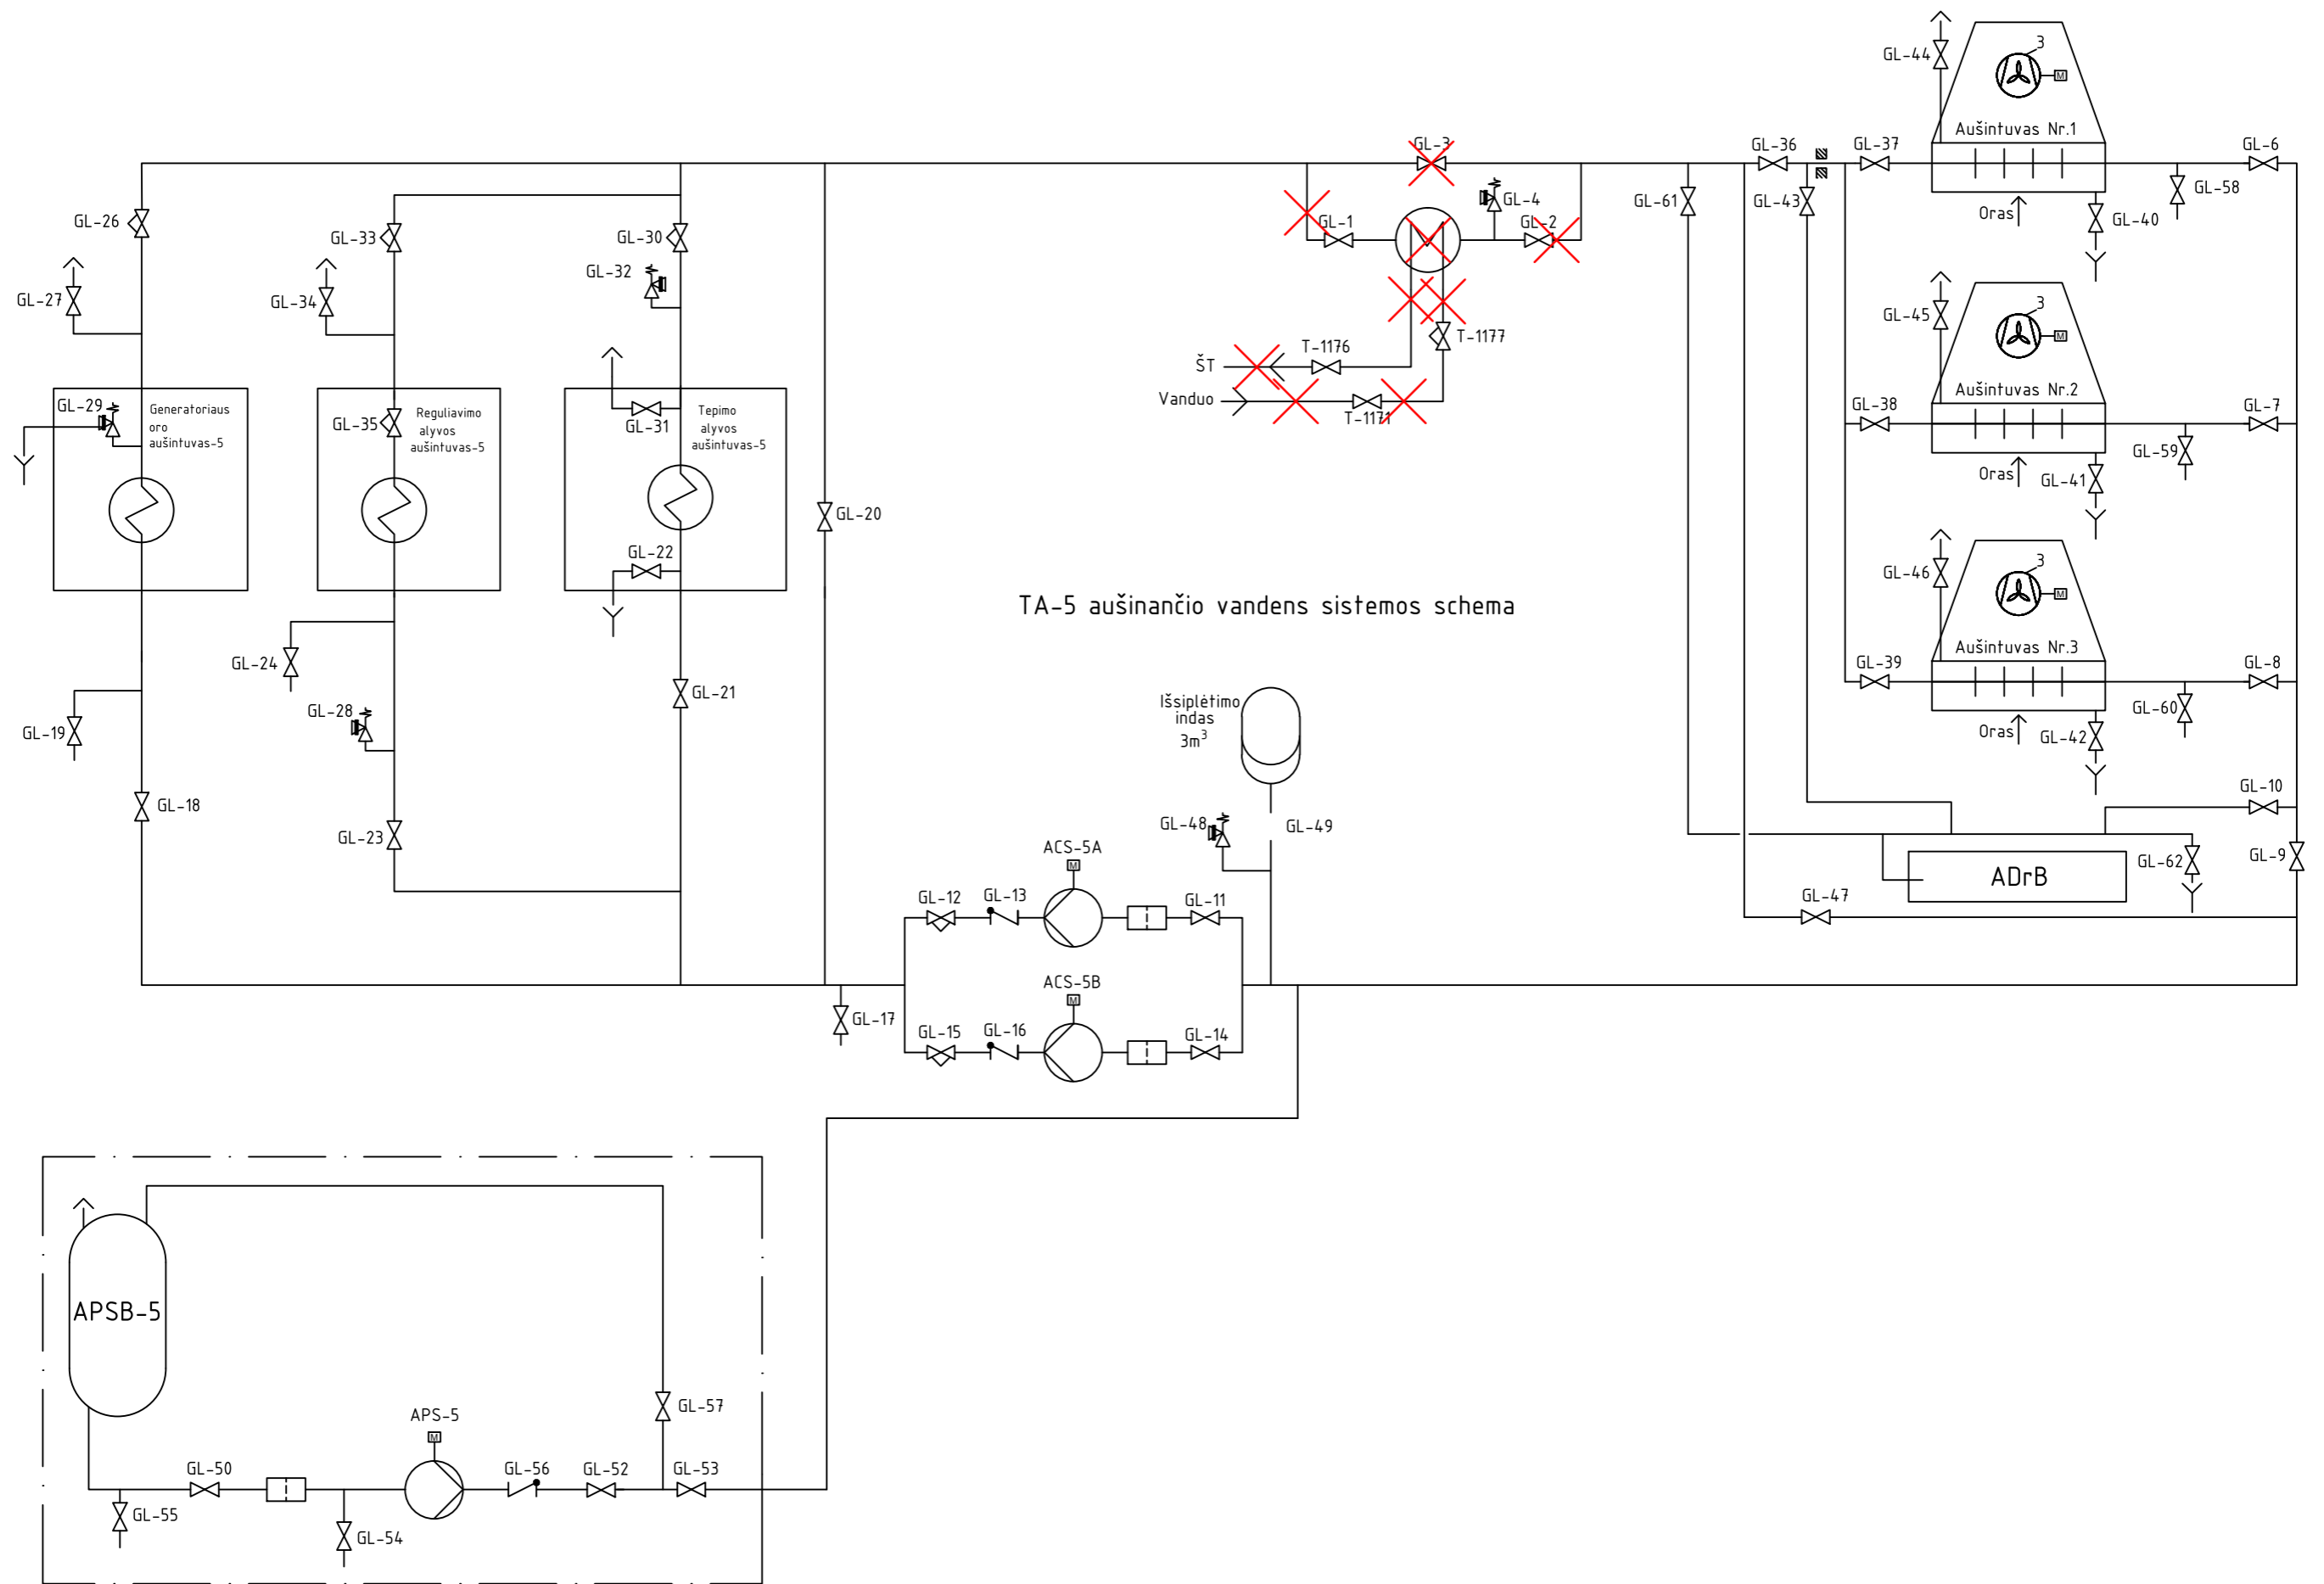 GL-44
3
M
Aušintuvas Nr.1
GL-3
GL-36
GL-37
GL-6
GL-26
GL-33
GL-30
GL-1
GL-4
GL-2
GL-61
GL-43
GL-58
Oras
GL-40
GL-32
GL-27
GL-34
T-1176
T-1177
ŠT
Vanduo
T-1171
GL-45
3
M
Aušintuvas Nr.2
GL-38
GL-7
GL-59
Oras
GL-41
GL-29
Generatoriaus
oro
aušintuvas-5
GL-35
Reguliavimo
alyvos
aušintuvas-5
Tepimo
alyvos
aušintuvas-5
GL-31
GL-20
GL-22
GL-46
3
M
Aušintuvas Nr.3
TA-5 aušinančio vandens sistemos schema
GL-39
GL-8
GL-60
Oras
GL-42
GL-24
GL-21
GL-28
GL-19
Išsiplėtimo
indas
3m³
GL-18
GL-23
GL-48
GL-49
GL-10
GL-9
GL-62
ADrB
GL-47
ACS-5A
M
GL-12
GL-13
GL-11
ACS-5B
M
GL-17
GL-15
GL-16
GL-14
APSB-5
GL-57
APS-5
M
GL-50
GL-56
GL-52
GL-53
GL-55
GL-54